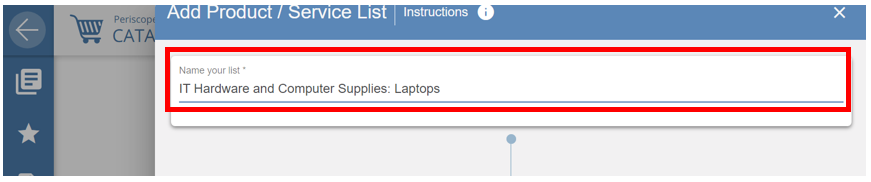 Add Product / Service List
Instructions
Periscope
CATA
Name your list *
IT Hardware and Computer Supplies: Laptops